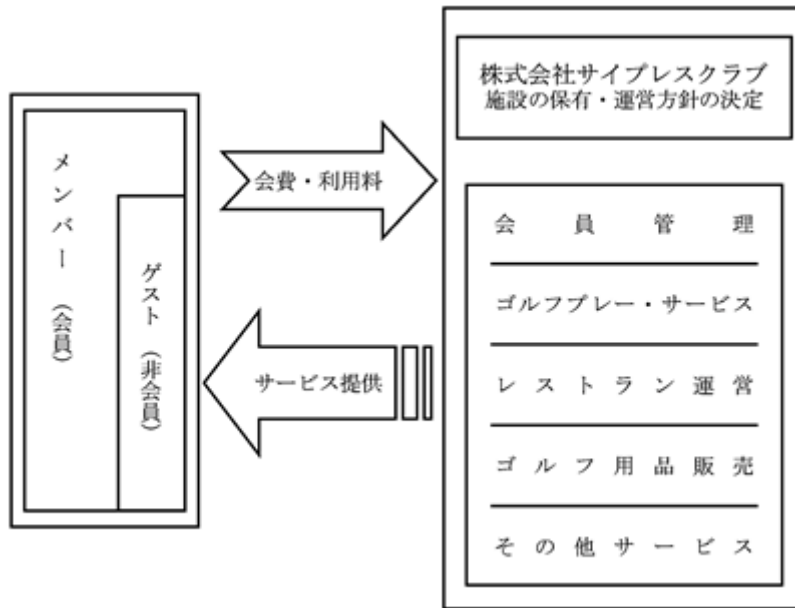 株式会社サイプレスクラブ
施設の保有・運営方針の決定
メンバー（会員）
ゲスト（非会員）
会費・利用料
サービス提供
会員管理
ゴルフプレー・サービス
レストラン運営
ゴルフ用品販売
その他サービス